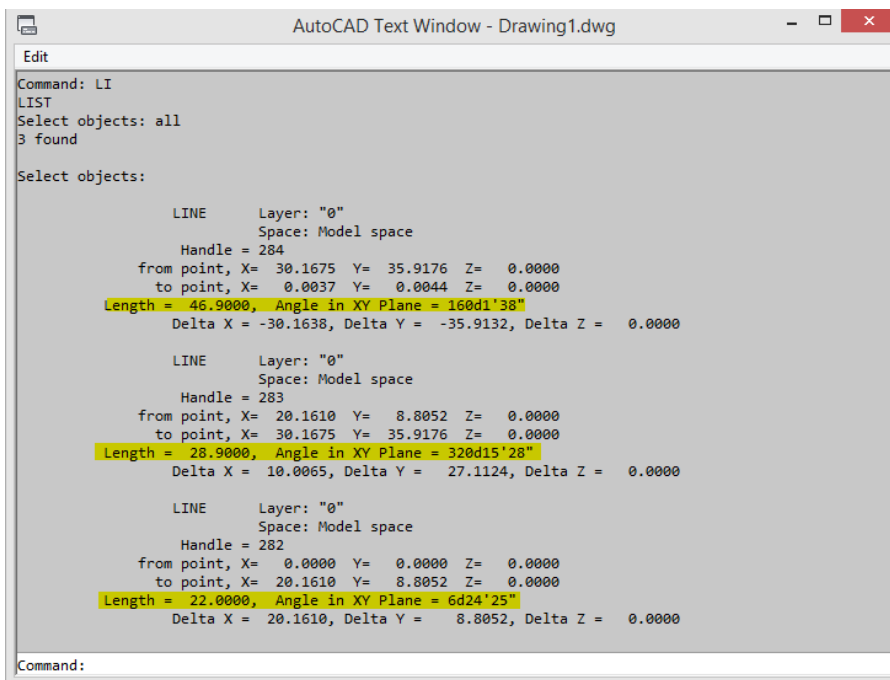 AutoCAD Text Window - Drawing1.dwg
Edit
Command: LI
LIST
Select objects: all
3 found
Select objects:
LINE Layer: "0"
Space: Model space
Handle = 284
from point, X= 30.1675 Y= 35.9176 Z= 0.0000
to point, X= 0.0037 Y= 0.0044 Z= 0.0000
Length = 46.9000, Angle in XY Plane = 160d1'38"
Delta X = -30.1638, Delta Y = -35.9132, Delta Z = 0.0000
LINE Layer: "0"
Space: Model space
Handle = 283
from point, X= 20.1610 Y= 8.8052 Z= 0.0000
to point, X= 30.1675 Y= 35.9176 Z= 0.0000
Length = 28.9000, Angle in XY Plane = 320d15'28"
Delta X = 10.0065, Delta Y = 27.1124, Delta Z = 0.0000
LINE Layer: "0"
Space: Model space
Handle = 282
from point, X= 0.0000 Y= 0.0000 Z= 0.0000
to point, X= 20.1610 Y= 8.8052 Z= 0.0000
Length = 22.0000, Angle in XY Plane = 6d24'25"
Delta X = 20.1610, Delta Y = 8.8052, Delta Z = 0.0000
Command: